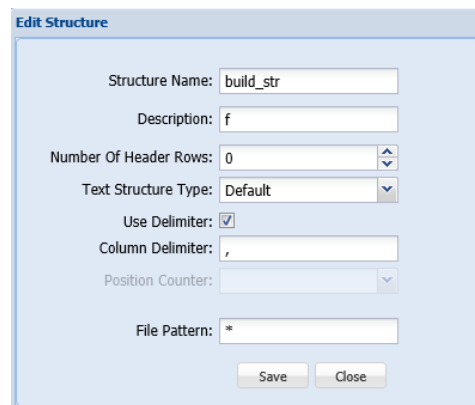 Edit Structure
Structure Name: build_str
Description: f
Number Of Header Rows: 0
Text Structure Type: Default
Use Delimiter:
Column Delimiter: ,
Position Counter:
File Pattern: *
Save Close